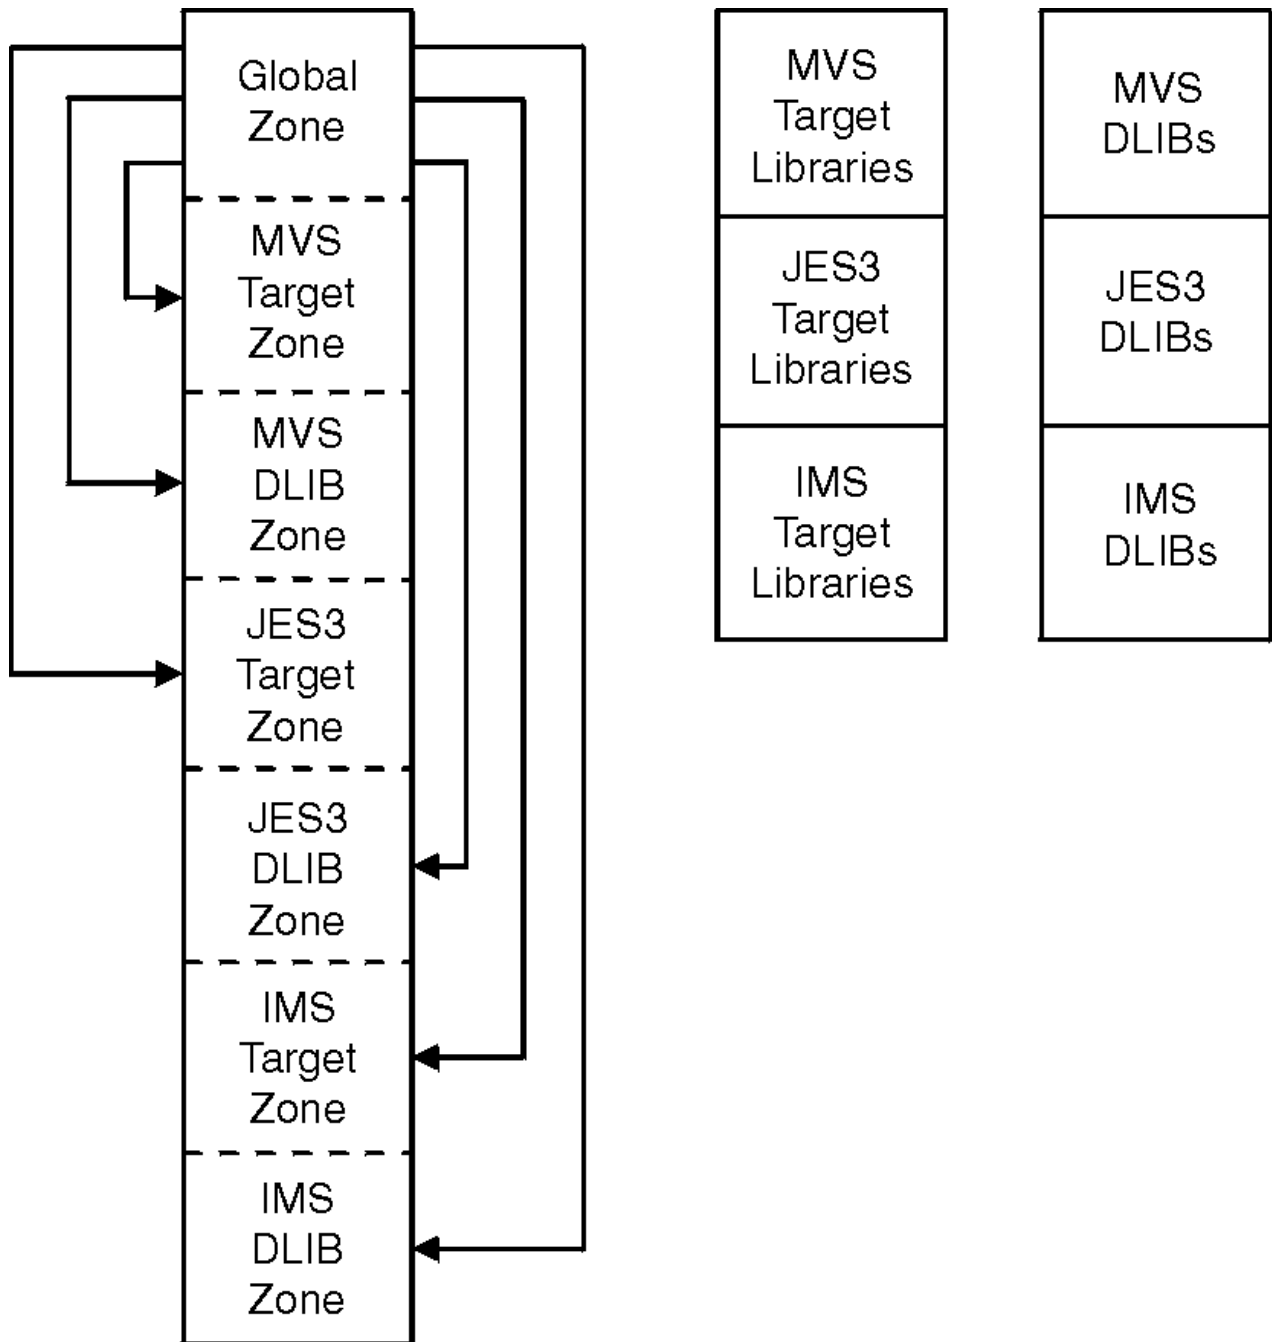 Global
Zone
MVS
Target
Zone
MVS
DLIB
Zone
JES3
Target
Zone
JES3
DLIB
Zone
IMS
Target
Zone
IMS
DLIB
Zone
MVS
Target
Libraries
JES3
Target
Libraries
IMS
Target
Libraries
MVS
DLIBs
JES3
DLIBs
IMS
DLIBs